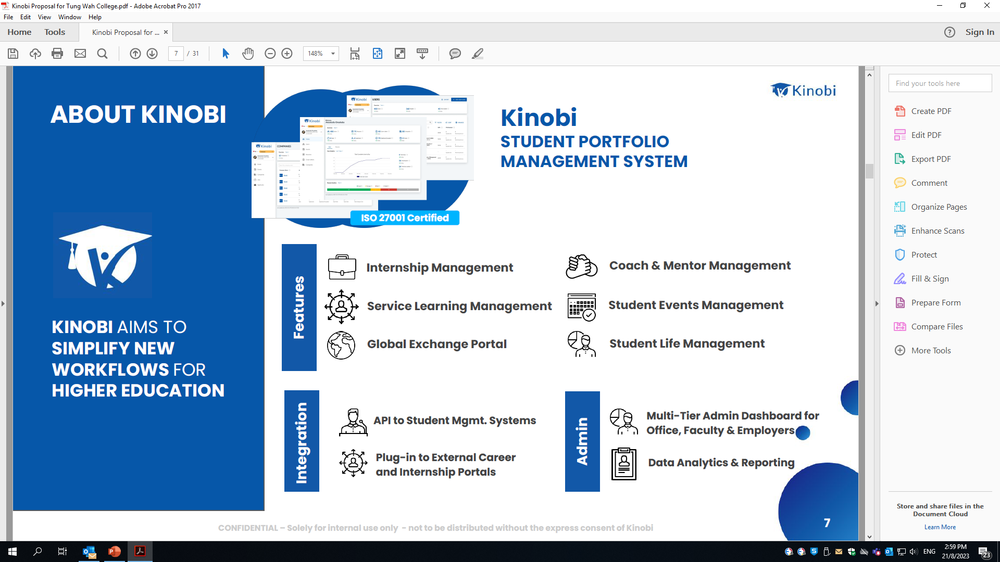 Kinobi Proposal for Tung Wah College.pdf - Adobe Acrobat Pro 2017
File Edit View Window Help
Home Tools Kinobi Proposal for ... × Sign In
7 / 31 148%
ABOUT KINOBI
KINOBI AIMS TO
SIMPLIFY NEW
WORKFLOWS FOR
HIGHER EDUCATION
Kinobi
USERS
Kinobi
Kinobi
COMPANIES
ISO 27001 Certified
Kinobi
Kinobi
STUDENT PORTFOLIO
MANAGEMENT SYSTEM
Features
Internship Management
Service Learning Management
Global Exchange Portal
Coach & Mentor Management
Student Events Management
Student Life Management
Integration
API to Student Mgmt. Systems
Plug-in to External Career
and Internship Portals
Admin
Multi-Tier Admin Dashboard for
Office, Faculty & Employers
Data Analytics & Reporting
CONFIDENTIAL – Solely for internal use only - not to be distributed without the express consent of Kinobi
7
Find your tools here
Create PDF
Edit PDF
Export PDF
Comment
Organize Pages
Enhance Scans
Protect
Fill & Sign
Prepare Form
Compare Files
More Tools
Store and share files in the
Document Cloud
Learn More
ENG
2:59 PM
21/8/2023
23